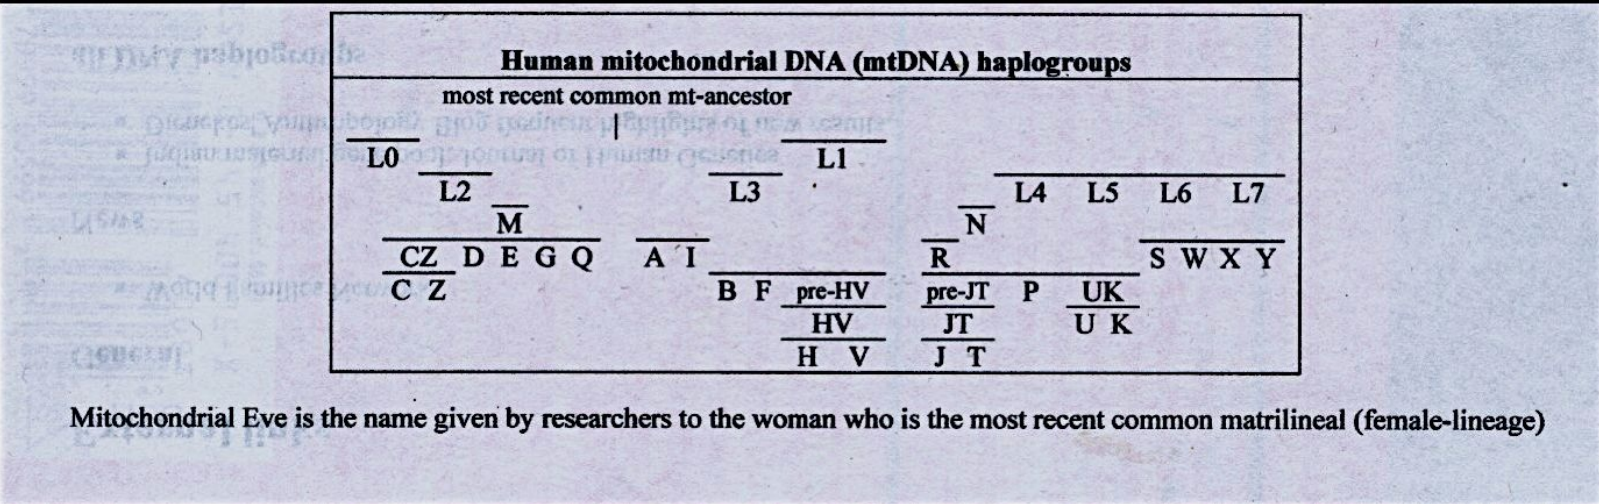 Human mitochondrial DNA (mtDNA) haplogroups
most recent common mt-ancestor
L0 L1
L2 L3 L4 L5 L6 L7
M N
CZ D E G Q A I R S W X Y
C Z B F pre-HV pre-JT P UK
HV JT U K
H V J T
Mitochondrial Eve is the name given by researchers to the woman who is the most recent common matrilineal (female-lineage)